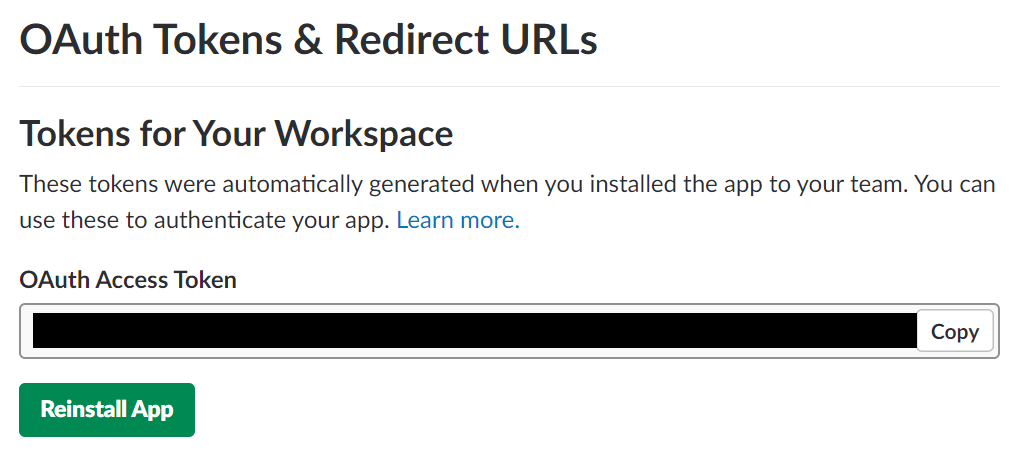 OAuth Tokens & Redirect URLs
Tokens for Your Workspace
These tokens were automatically generated when you installed the app to your team. You can
use these to authenticate your app. Learn more.
OAuth Access Token
Copy
Reinstall App